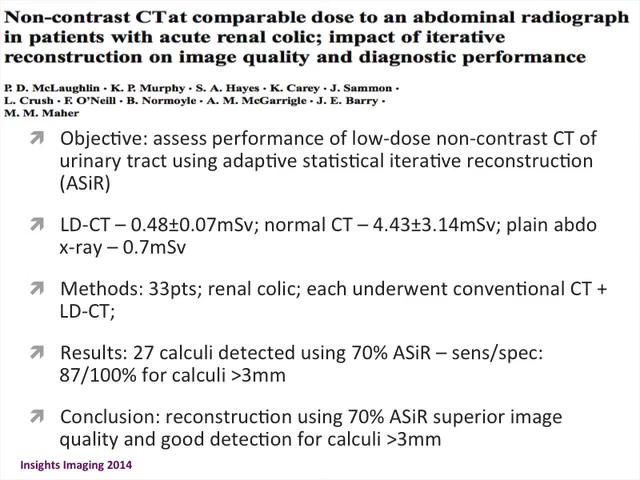 Non-contrast CT at comparable dose to an abdominal radiograph
in patients with acute renal colic; impact of iterative
reconstruction on image quality and diagnostic performance
P. D. McLaughlin · K. P. Murphy · S. A. Hayes · K. Carey · J. Sammon ·
L. Crush · F. O'Neill · B. Normoyle · A. M. McGarrigle · J. E. Barry ·
M. M. Maher
Objective: assess performance of low-dose non-contrast CT of
urinary tract using adaptive statistical iterative reconstruction
(ASiR)
LD-CT – 0.48±0.07mSv; normal CT – 4.43±3.14mSv; plain abdo
x-ray – 0.7mSv
Methods: 33pts; renal colic; each underwent conventional CT +
LD-CT;
Results: 27 calculi detected using 70% ASiR – sens/spec:
87/100% for calculi >3mm
Conclusion: reconstruction using 70% ASiR superior image
quality and good detection for calculi >3mm
Insights Imaging 2014